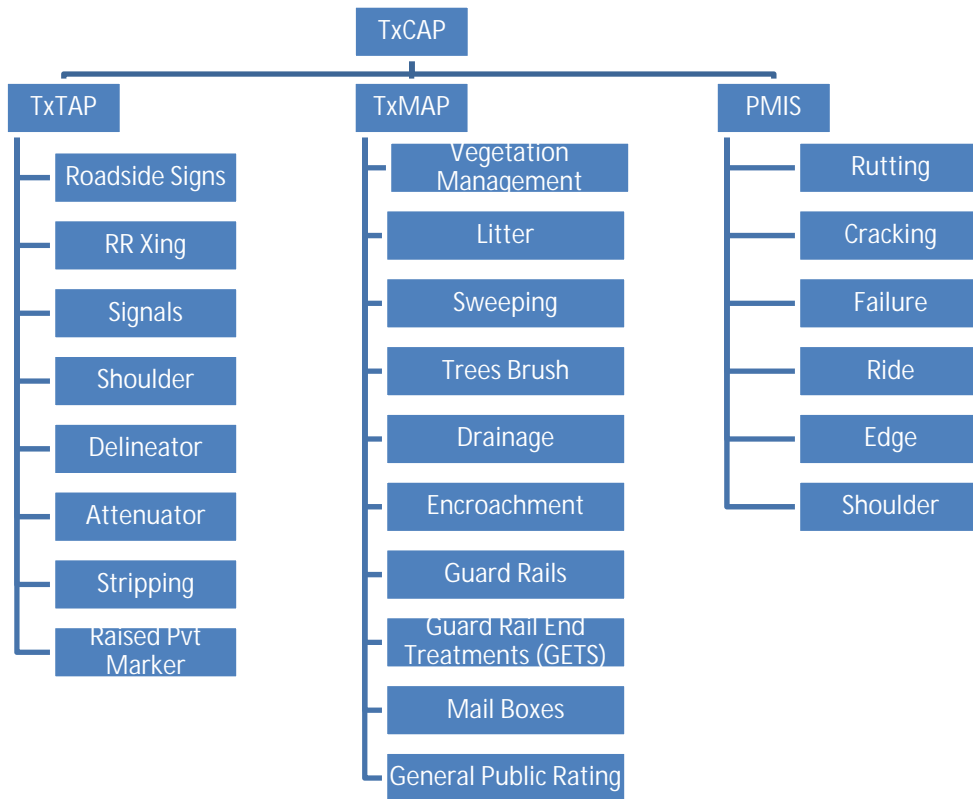 TxCAP
TxTAP
Roadside Signs
RR Xing
Signals
Shoulder
Delineator
Attenuator
Stripping
Raised Pvt
Marker
TxMAP
Vegetation
Management
Litter
Sweeping
Trees Brush
Drainage
Encroachment
Guard Rails
Guard Rail End
Treatments (GETS)
Mail Boxes
General Public Rating
PMIS
Rutting
Cracking
Failure
Ride
Edge
Shoulder